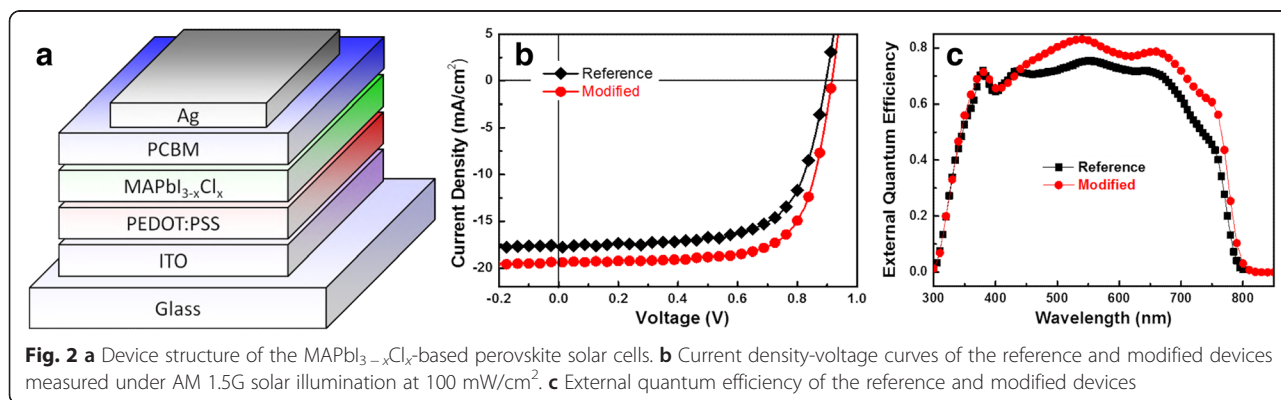 a
Ag
PCBM
MAPbI3-xClx
PEDOT:PSS
ITO
Glass
b
Reference
Modified
Current Density (mA/cm²)
5
0
-5
-10
-15
-20
-0.2 0.0 0.2 0.4 0.6 0.8 1.0
Voltage (V)
c
Reference
Modified
External Quantum Efficiency
0.8
0.6
0.4
0.2
0.0
300 400 500 600 700 800
Wavelength (nm)
Fig. 2 a Device structure of the MAPbI3 − xClx-based perovskite solar cells. b Current density-voltage curves of the reference and modified devices
measured under AM 1.5G solar illumination at 100 mW/cm². c External quantum efficiency of the reference and modified devices